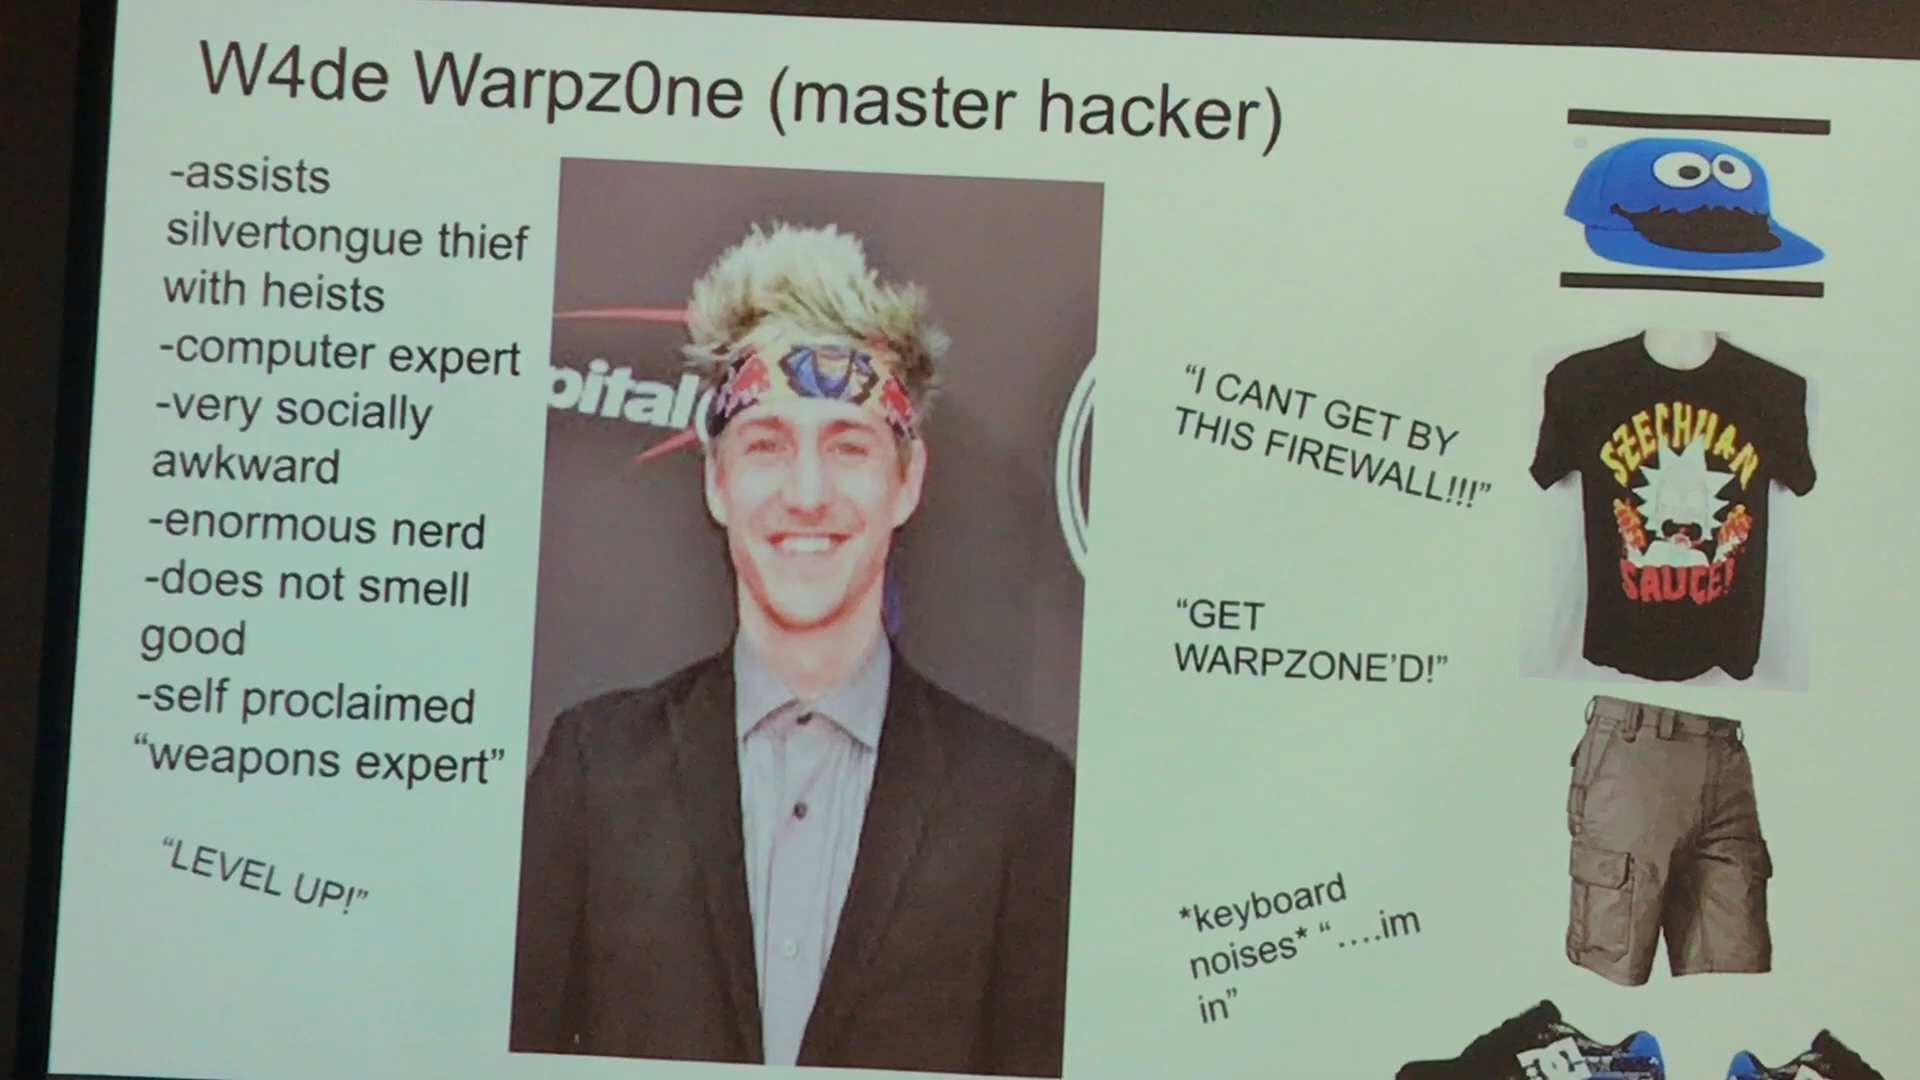 W4de Warpz0ne (master hacker)
-assists
silvertongue thief
with heists
-computer expert
-very socially
awkward
-enormous nerd
-does not smell
good
-self proclaimed
“weapons expert”
“LEVEL UP!”
pital
“I CANT GET BY
THIS FIREWALL!!!”
“GET
WARPZONE’D!”
*keyboard
noises* “....im
in”
SZECHUAN
SAUCE!